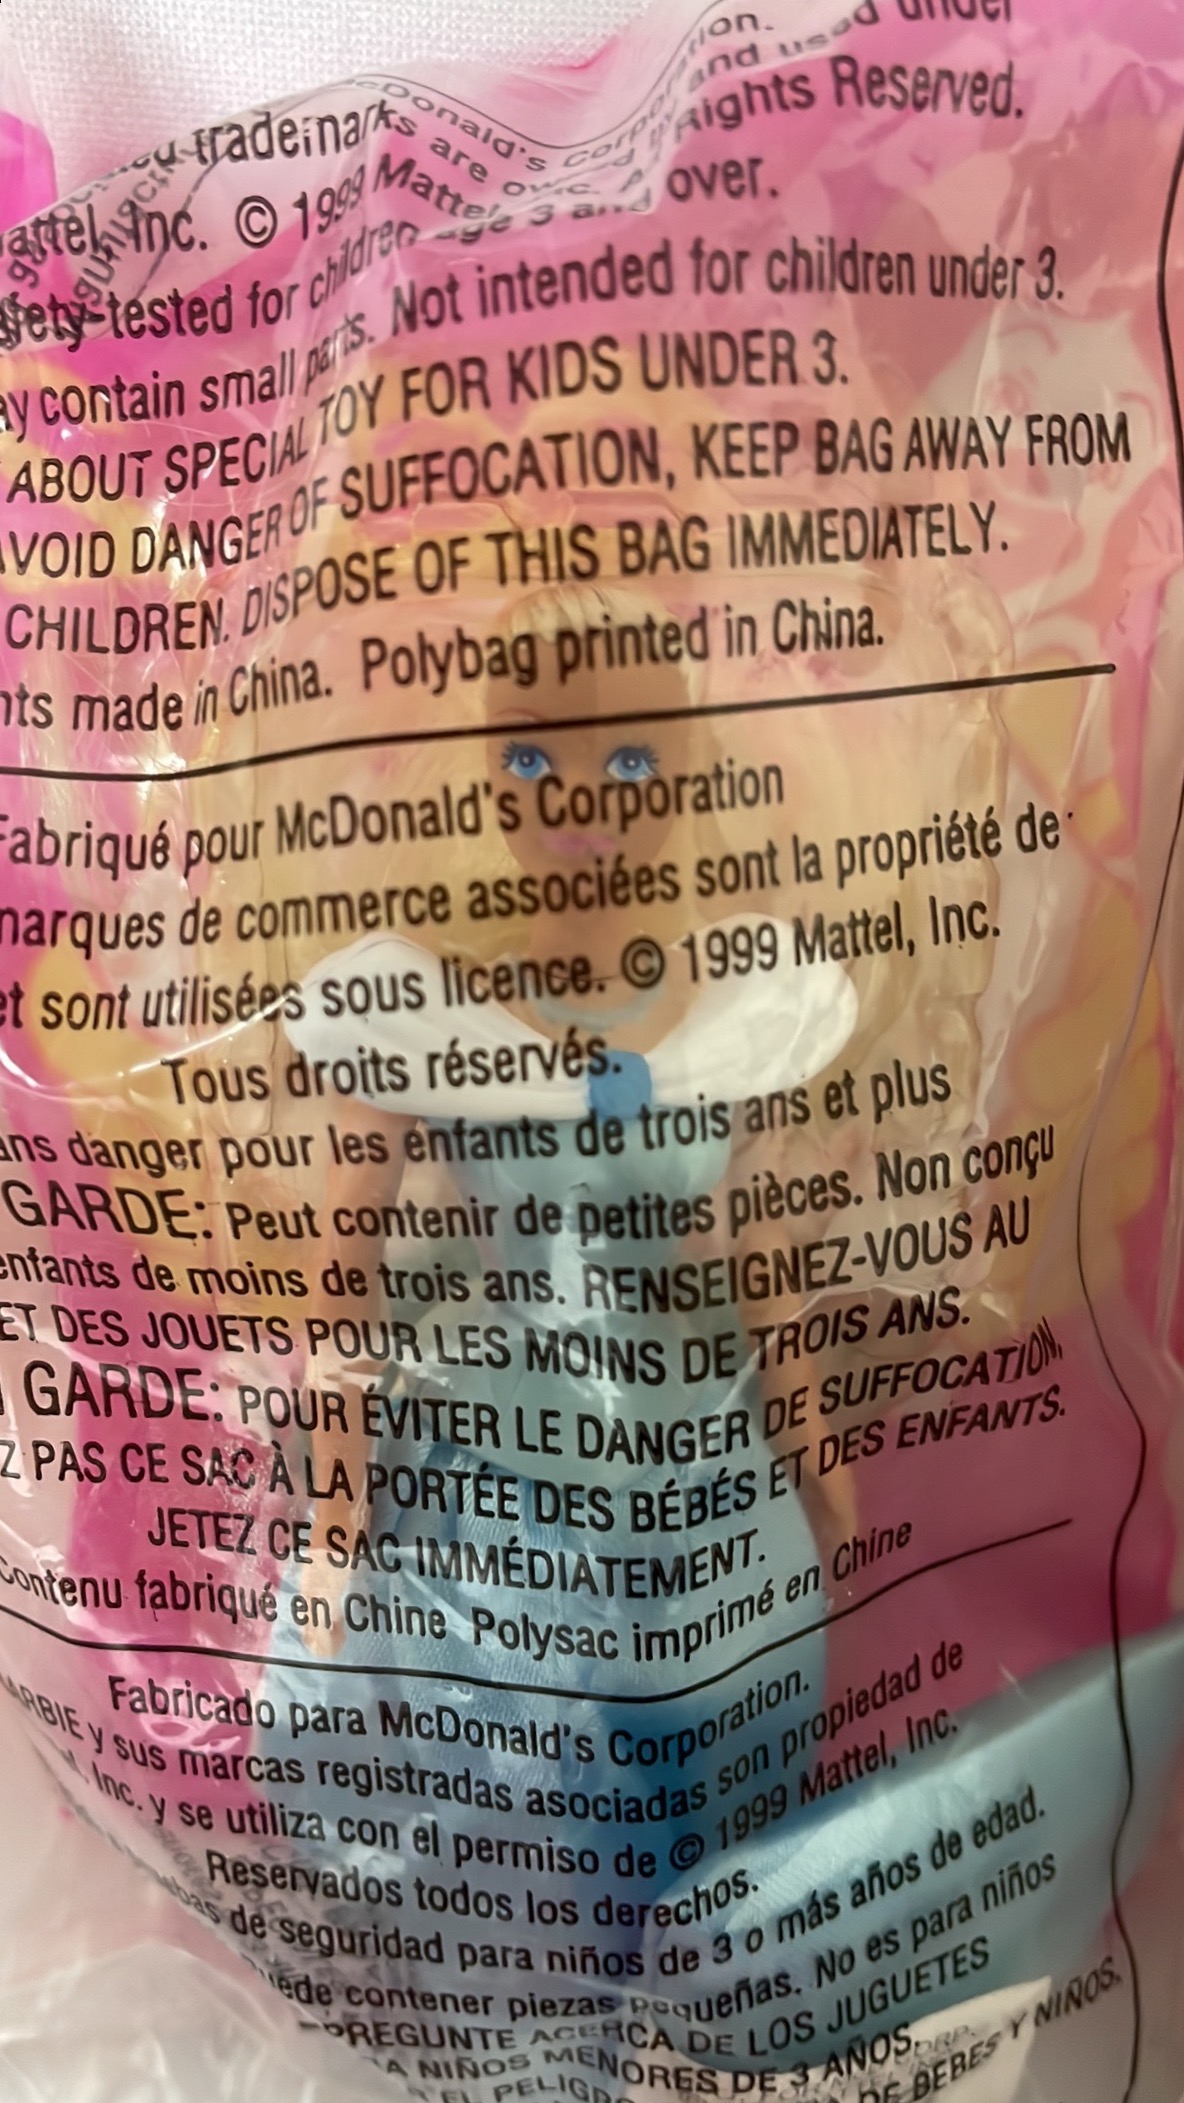 and used under
trademarks are Rights Reserved.
Mattel, Inc. © 1999 Mattel
tested for children age 3 and over.
contain small parts. Not intended for children under 3.
ABOUT SPECIAL TOY FOR KIDS UNDER 3.
AVOID DANGER OF SUFFOCATION, KEEP BAG AWAY FROM
CHILDREN. DISPOSE OF THIS BAG IMMEDIATELY.
made in China. Polybag printed in China.
Fabriqué pour McDonald's Corporation
marques de commerce associées sont la propriété de
et sont utilisées sous licence. © 1999 Mattel, Inc.
Tous droits réservés.
danger pour les enfants de trois ans et plus
GARDE: Peut contenir de petites pièces. Non conçu
enfants de moins de trois ans. RENSEIGNEZ-VOUS AU
ET DES JOUETS POUR LES MOINS DE TROIS ANS.
GARDE: POUR ÉVITER LE DANGER DE SUFFOCATION,
Z PAS CE SAC À LA PORTÉE DES BÉBÉS ET DES ENFANTS.
JETEZ CE SAC IMMÉDIATEMENT.
Contenu fabriqué en Chine Polysac imprimé en Chine
Fabricado para McDonald's Corporation.
ARBIE y sus marcas registradas asociadas son propiedad de
Inc. y se utiliza con el permiso de © 1999 Mattel, Inc.
Reservados todos los derechos.
de seguridad para niños de 3 o más años de edad.
contener piezas pequeñas. No es para niños
PREGUNTE ACERCA DE LOS JUGUETES
A NIÑOS MENORES DE 3 AÑOS.
DE BEBES Y NIÑOS.